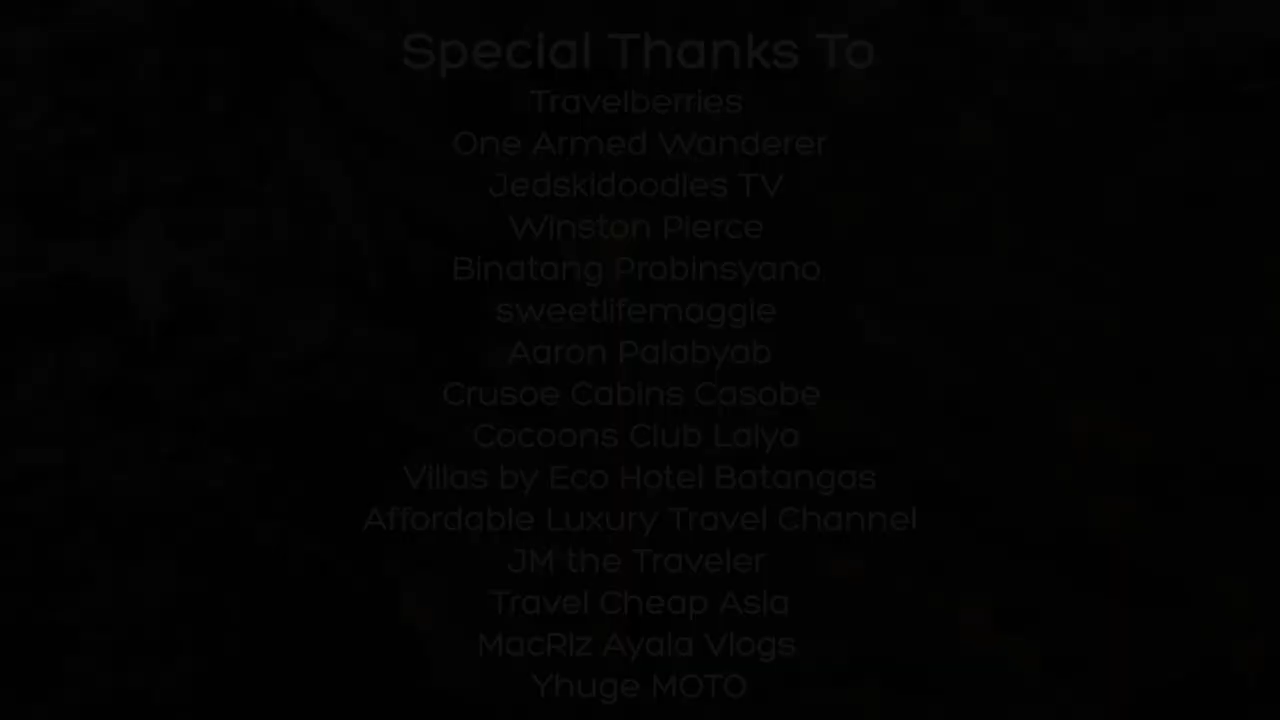 Special Thanks To
Travelberries
One Armed Wanderer
Jedskidoodles TV
Winston Pierce
Binatang Probinsyano
sweetlifemaggie
Aaron Palabyab
Crusoe Cabins Casobe
Cocoons Club Laiya
Villas by Eco Hotel Batangas
Affordable Luxury Travel Channel
JM the Traveler
Travel Cheap Asia
MacRiz Ayala Vlogs
Yhuge MOTO